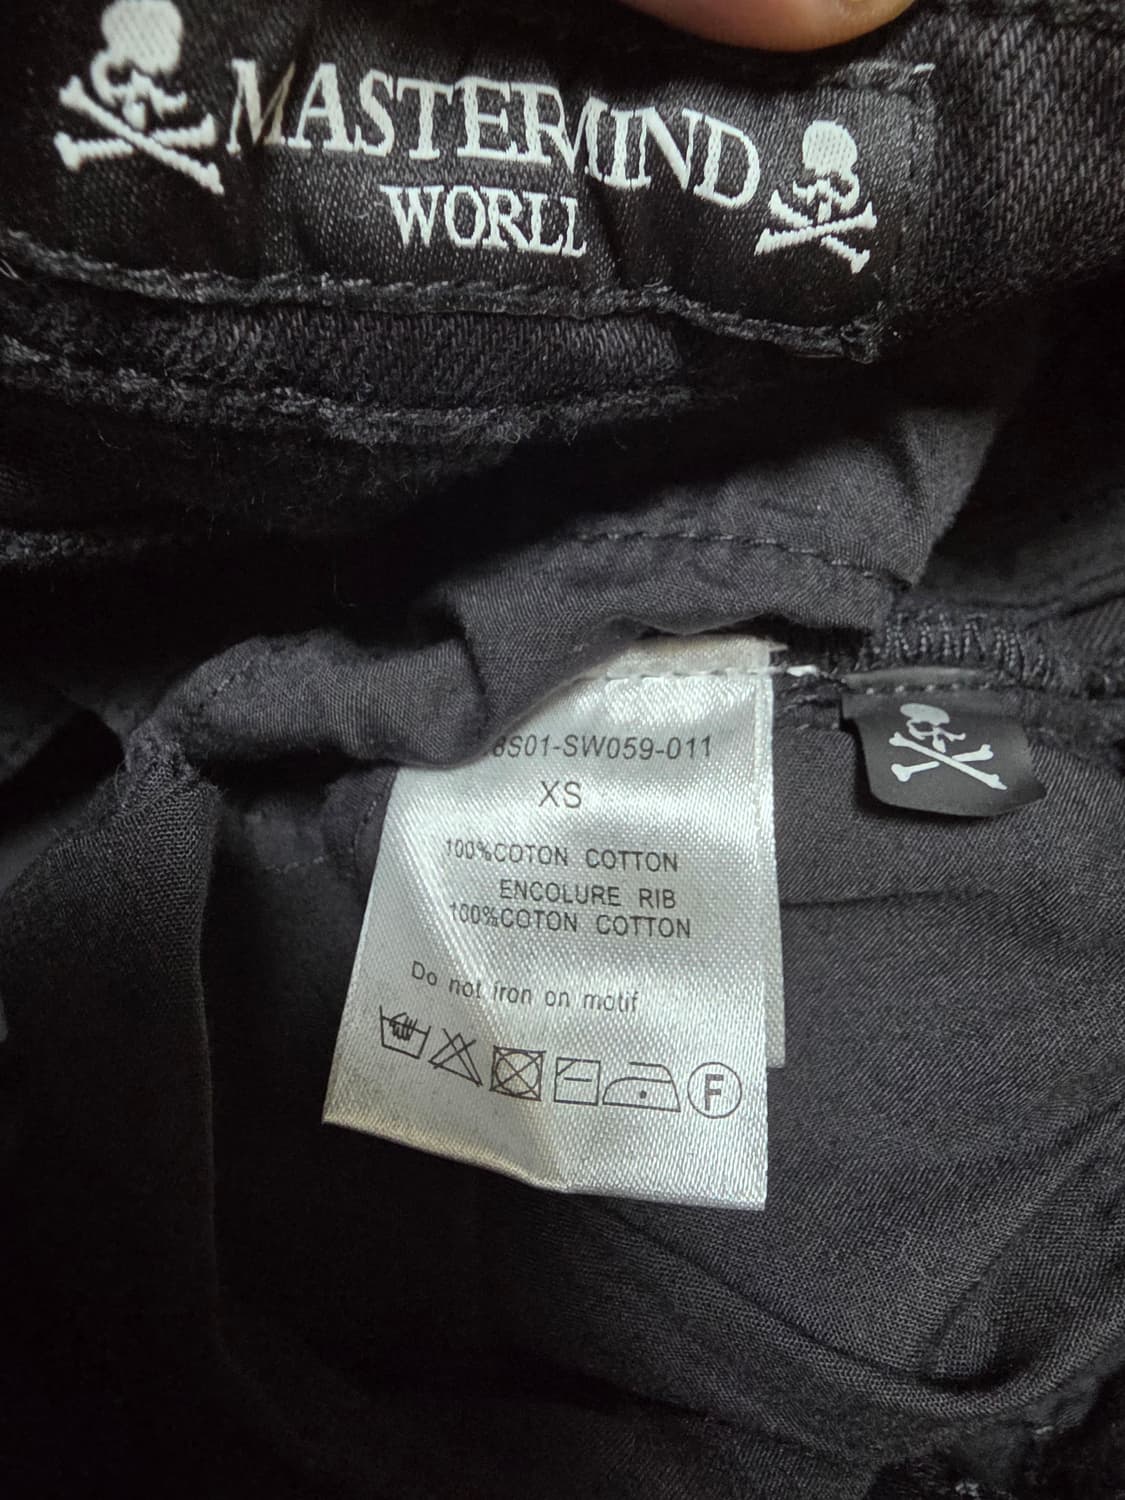 MASTERMIND
WORLD
8S01-SW059-011
XS
100%COTON COTTON
ENCOLURE RIB
100%COTON COTTON
Do not iron on motif
F